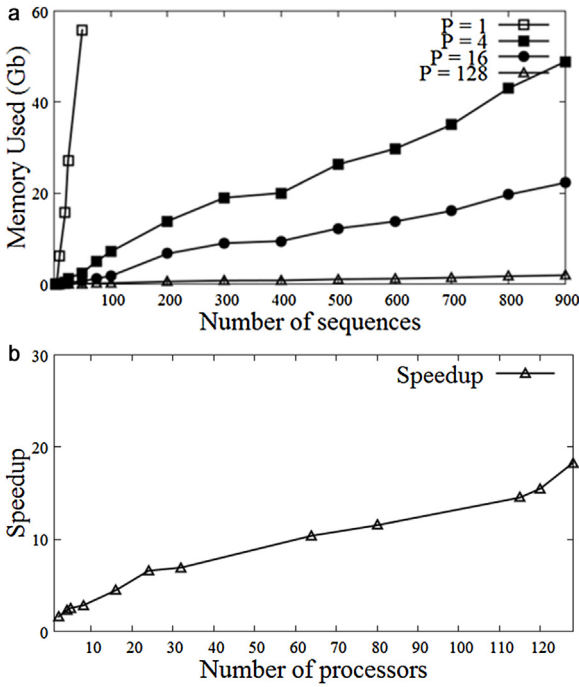 a
60
40
20
0
Memory Used (Gb)
P = 1
P = 4
P = 16
P = 128
100 200 300 400 500 600 700 800 900
Number of sequences
b
30
20
10
0
Speedup
Speedup
10 20 30 40 50 60 70 80 90 100 110 120
Number of processors